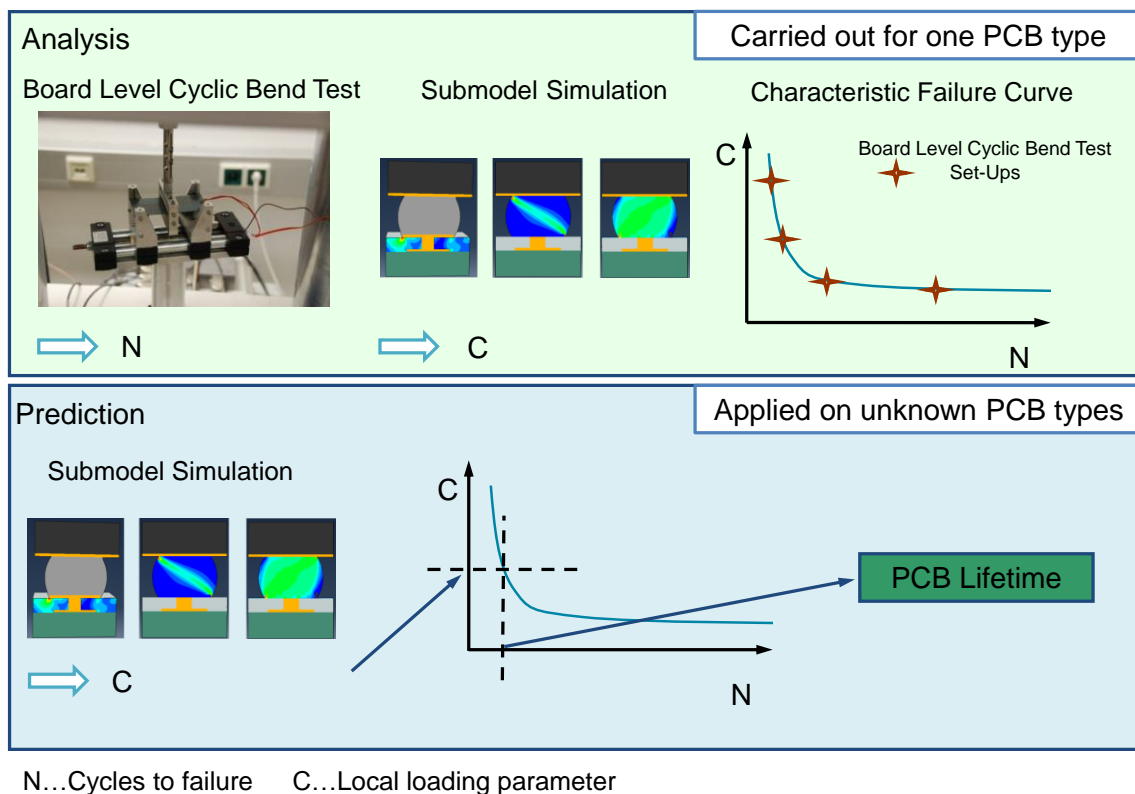 Analysis
Carried out for one PCB type
Board Level Cyclic Bend Test
Submodel Simulation
Characteristic Failure Curve
C
Board Level Cyclic Bend Test
Set-Ups
N
C
N
Prediction
Applied on unknown PCB types
Submodel Simulation
C
PCB Lifetime
C
N
N…Cycles to failure C…Local loading parameter